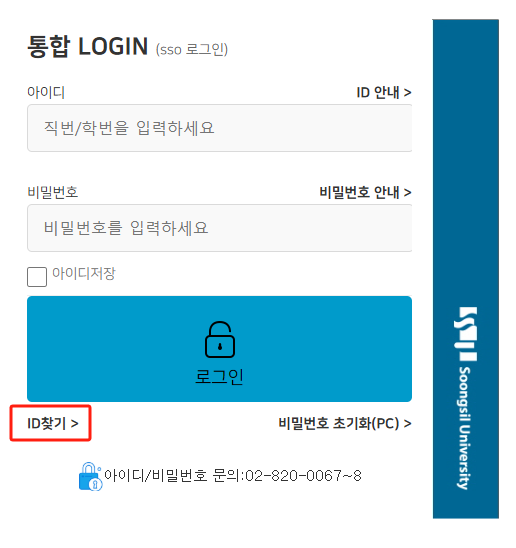 통합 LOGIN (sso 로그인)
아이디 ID 안내 >
직번/학번을 입력하세요
비밀번호 비밀번호 안내 >
비밀번호를 입력하세요
아이디저장
로그인
ID찾기 > 비밀번호 초기화(PC) >
아이디/비밀번호 문의:02-820-0067~8
Soongsil University